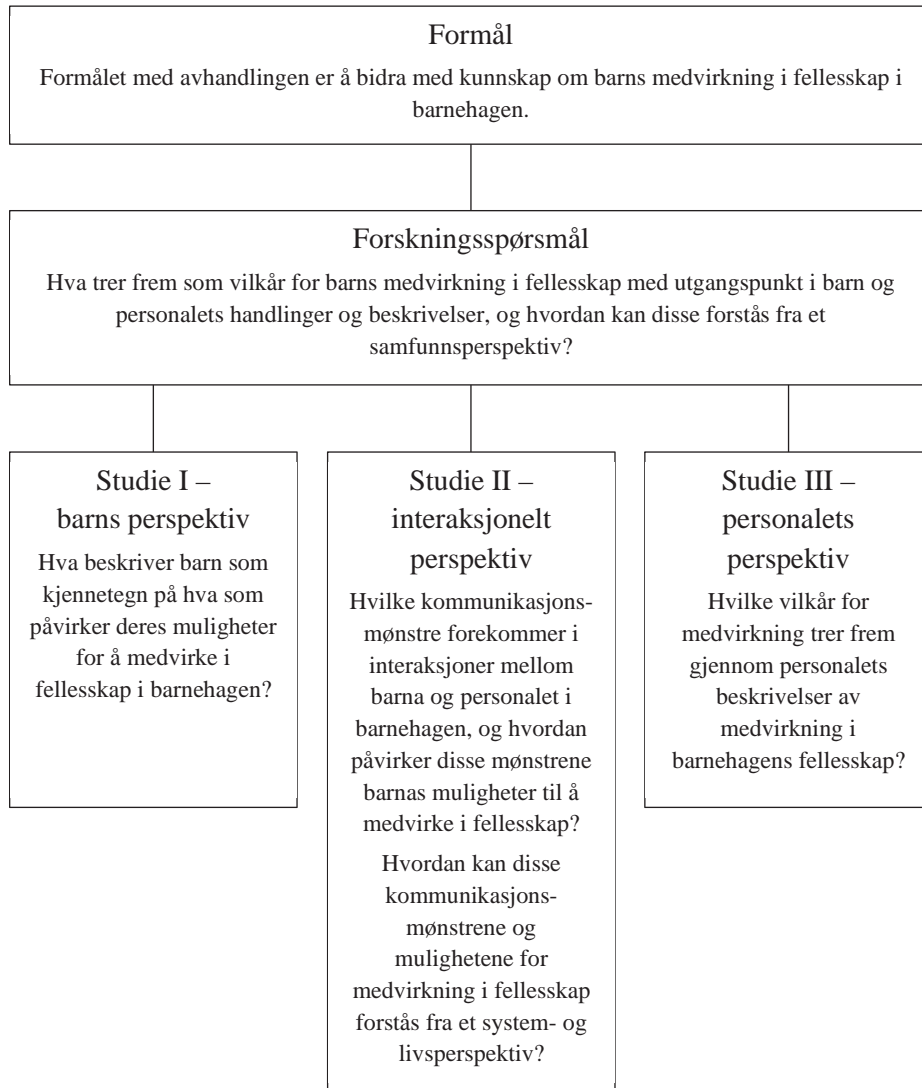 Formål
Formålet med avhandlingen er å bidra med kunnskap om barns medvirkning i fellesskap i
barnehagen.
Forskningsspørsmål
Hva trer frem som vilkår for barns medvirkning i fellesskap med utgangspunkt i barn og
personalets handlinger og beskrivelser, og hvordan kan disse forstås fra et
samfunnsperspektiv?
Studie I –
barns perspektiv
Hva beskriver barn som
kjennetegn på hva som
påvirker deres muligheter
for å medvirke i
fellesskap i barnehagen?
Studie II –
interaksjonelt
perspektiv
Hvilke kommunikasjons-
mønstre forekommer i
interaksjoner mellom
barna og personalet i
barnehagen, og hvordan
påvirker disse mønstrene
barnas muligheter til å
medvirke i fellesskap?
Hvordan kan disse
kommunikasjons-
mønstrene og
mulighetene for
medvirkning i fellesskap
forstås fra et system- og
livsperspektiv?
Studie III –
personalets
perspektiv
Hvilke vilkår for
medvirkning trer frem
gjennom personalets
beskrivelser av
medvirkning i
barnehagens fellesskap?